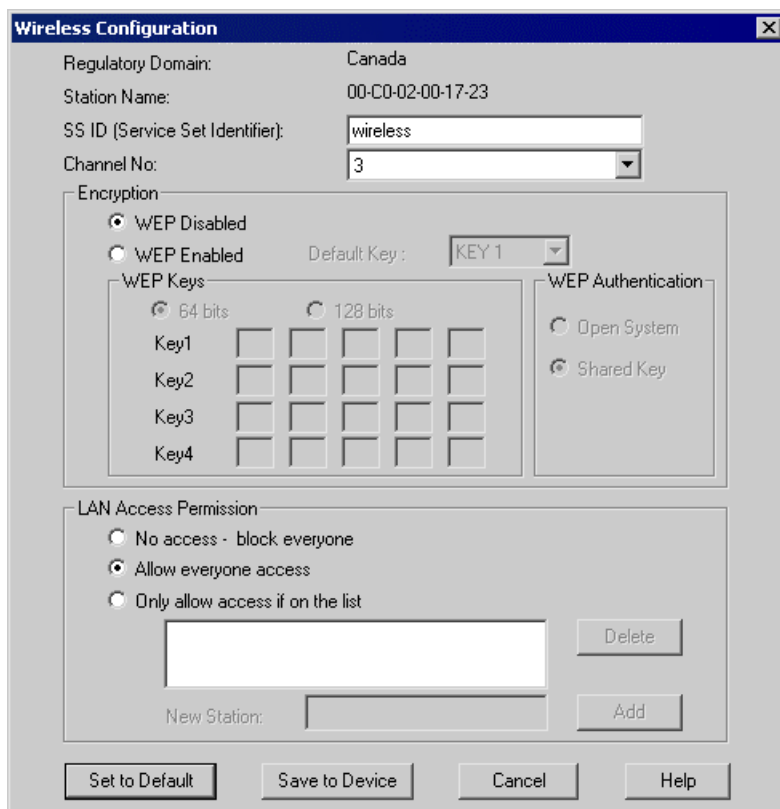 Wireless Configuration
Regulatory Domain: Canada
Station Name: 00-C0-02-00-17-23
SS ID (Service Set Identifier): wireless
Channel No: 3
Encryption
WEP Disabled
WEP Enabled Default Key : KEY 1
WEP Keys
64 bits 128 bits
Key1
Key2
Key3
Key4
WEP Authentication
Open System
Shared Key
LAN Access Permission
No access - block everyone
Allow everyone access
Only allow access if on the list
Delete
New Station: Add
Set to Default Save to Device Cancel Help